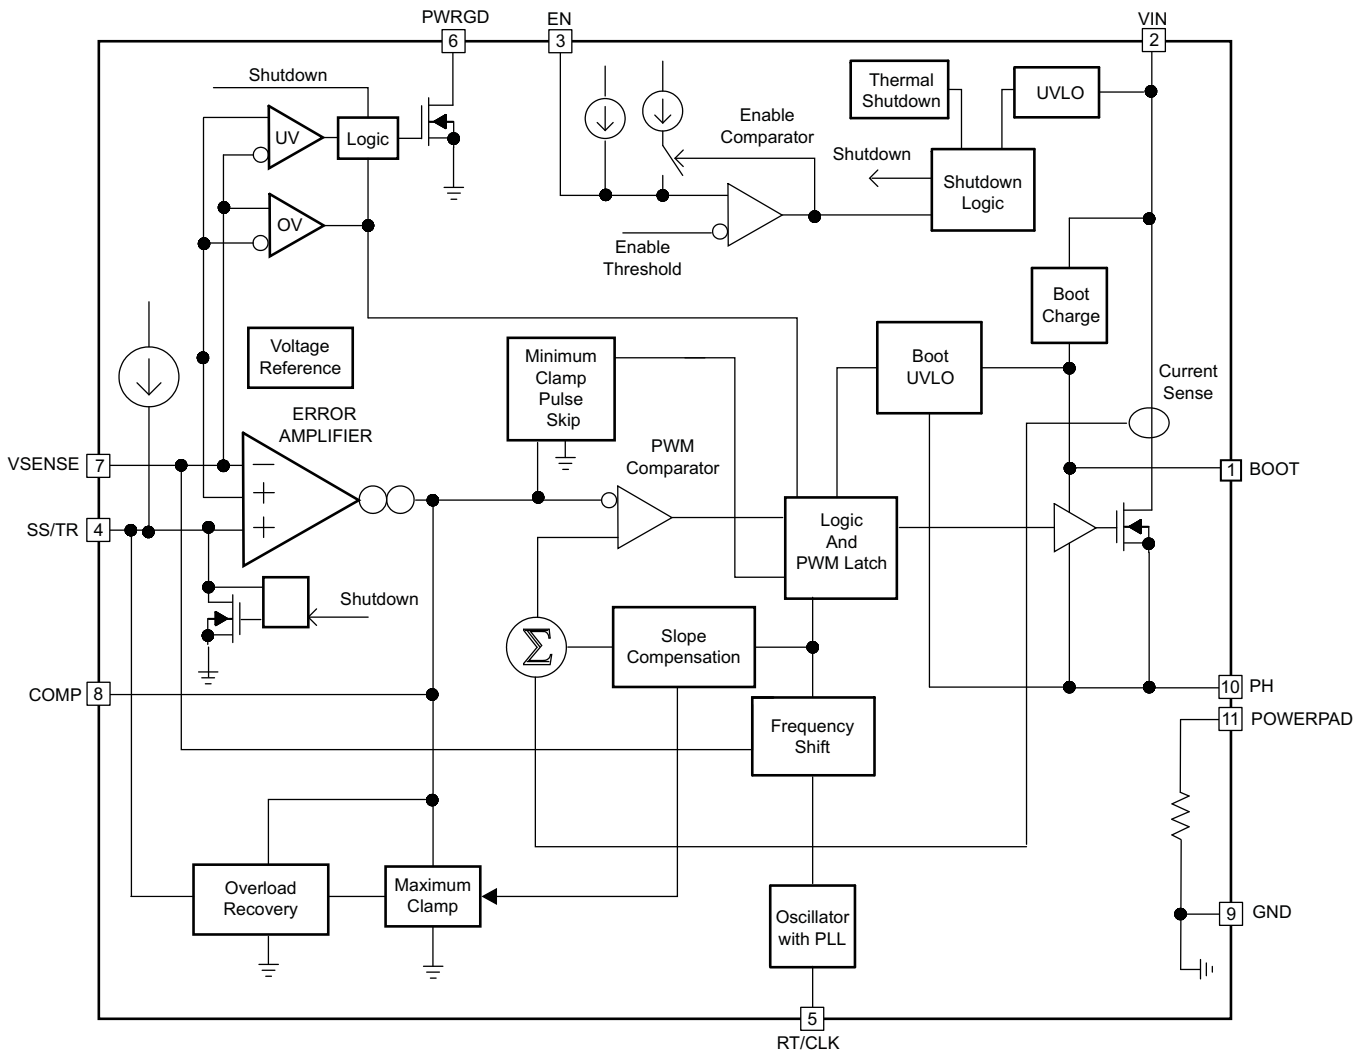 PWRGD
EN
VIN
6
3
2
Shutdown
Thermal
Shutdown
UVLO
UV
Logic
Enable
Comparator
Shutdown
Shutdown
Logic
OV
Enable
Threshold
Boot
Charge
Voltage
Reference
Minimum
Clamp
Pulse
Skip
Boot
UVLO
Current
Sense
ERROR
AMPLIFIER
PWM
Comparator
VSENSE
7
1
BOOT
−
+
+
SS/TR
4
Logic
And
PWM Latch
Shutdown
Σ
Slope
Compensation
COMP
8
10
PH
11
POWERPAD
Frequency
Shift
Overload
Recovery
Maximum
Clamp
Oscillator
with PLL
9
GND
5
RT/CLK